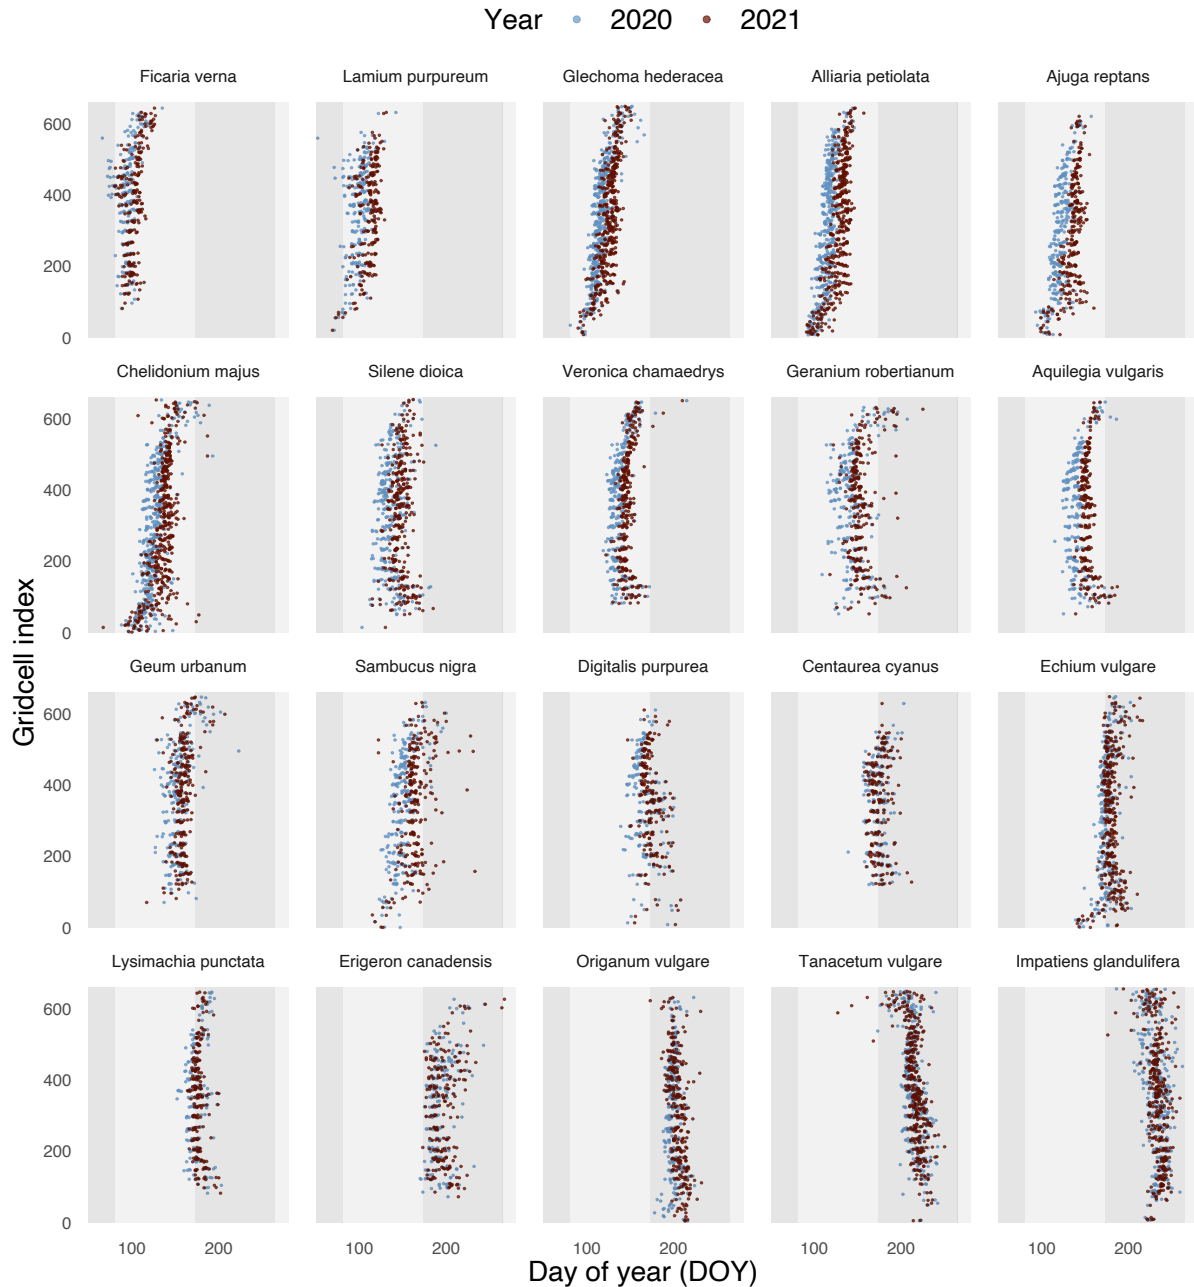 Year 2020 2021
Ficaria verna Lamium purpureum Glechoma hederacea Alliaria petiolata Ajuga reptans
600
400
200
0
Chelidonium majus Silene dioica Veronica chamaedrys Geranium robertianum Aquilegia vulgaris
600
400
200
0
Gridcell index
Geum urbanum Sambucus nigra Digitalis purpurea Centaurea cyanus Echium vulgare
600
400
200
0
Lysimachia punctata Erigeron canadensis Origanum vulgare Tanacetum vulgare Impatiens glandulifera
600
400
200
0
100 200 100 200 100 200 100 200 100 200
Day of year (DOY)